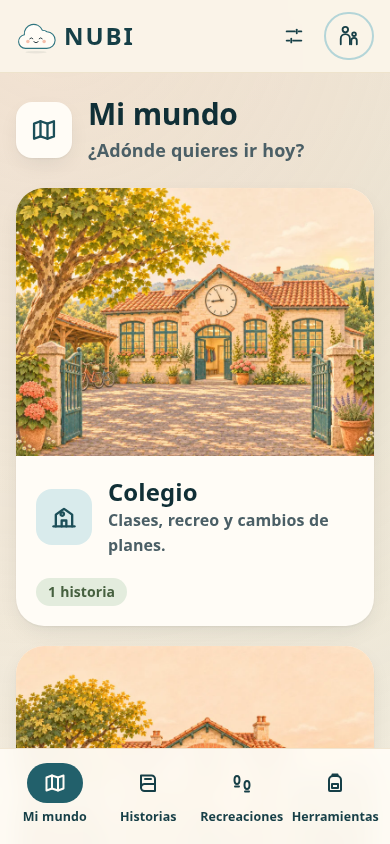 NUBI
Mi mundo
¿Adónde quieres ir hoy?
Colegio
Clases, recreo y cambios de
planes.
1 historia
Mi mundo
Historias
Recreaciones
Herramientas